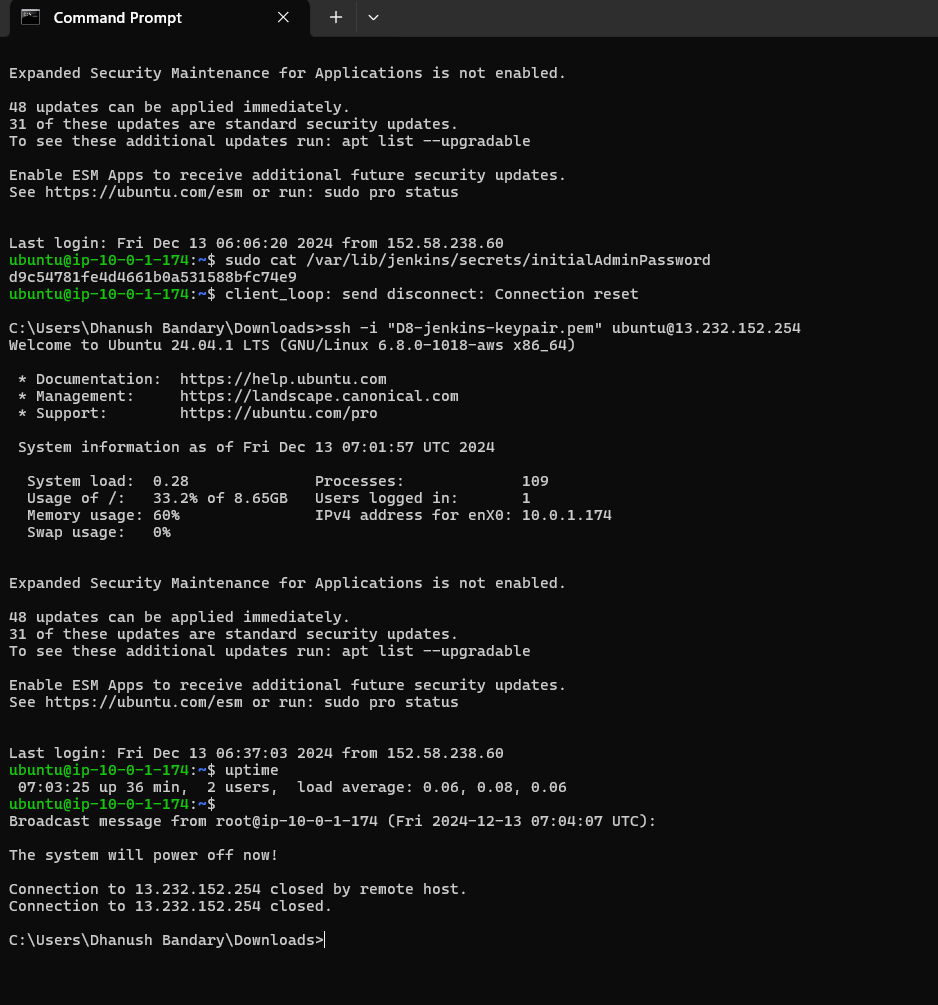 Command Prompt
Expanded Security Maintenance for Applications is not enabled.
48 updates can be applied immediately.
31 of these updates are standard security updates.
To see these additional updates run: apt list --upgradable
Enable ESM Apps to receive additional future security updates.
See https://ubuntu.com/esm or run: sudo pro status
Last login: Fri Dec 13 06:06:20 2024 from 152.58.238.60
ubuntu@ip-10-0-1-174:~$ sudo cat /var/lib/jenkins/secrets/initialAdminPassword
d9c54781fe4d4661b0a531588bfc74e9
ubuntu@ip-10-0-1-174:~$ client_loop: send disconnect: Connection reset
C:\Users\Dhanush Bandary\Downloads>ssh -i "D8-jenkins-keypair.pem" ubuntu@13.232.152.254
Welcome to Ubuntu 24.04.1 LTS (GNU/Linux 6.8.0-1018-aws x86_64)
* Documentation:  https://help.ubuntu.com
* Management:     https://landscape.canonical.com
* Support:        https://ubuntu.com/pro
System information as of Fri Dec 13 07:01:57 UTC 2024
System load:  0.28              Processes:             109
Usage of /:   33.2% of 8.65GB   Users logged in:       1
Memory usage: 60%               IPv4 address for enX0: 10.0.1.174
Swap usage:   0%
Expanded Security Maintenance for Applications is not enabled.
48 updates can be applied immediately.
31 of these updates are standard security updates.
To see these additional updates run: apt list --upgradable
Enable ESM Apps to receive additional future security updates.
See https://ubuntu.com/esm or run: sudo pro status
Last login: Fri Dec 13 06:37:03 2024 from 152.58.238.60
ubuntu@ip-10-0-1-174:~$ uptime
07:03:25 up 36 min,  2 users,  load average: 0.06, 0.08, 0.06
ubuntu@ip-10-0-1-174:~$
Broadcast message from root@ip-10-0-1-174 (Fri 2024-12-13 07:04:07 UTC):
The system will power off now!
Connection to 13.232.152.254 closed by remote host.
Connection to 13.232.152.254 closed.
C:\Users\Dhanush Bandary\Downloads>